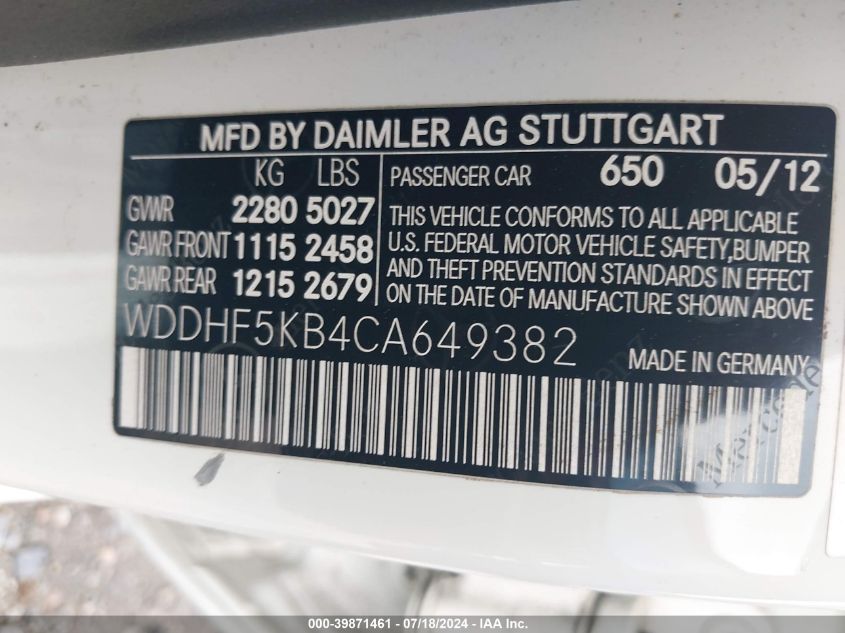 MFD BY DAIMLER AG STUTTGART
KG LBS
GVWR 2280 5027
GAWR FRONT 1115 2458
GAWR REAR 1215 2679
PASSENGER CAR 650 05/12
THIS VEHICLE CONFORMS TO ALL APPLICABLE
U.S. FEDERAL MOTOR VEHICLE SAFETY, BUMPER
AND THEFT PREVENTION STANDARDS IN EFFECT
ON THE DATE OF MANUFACTURE SHOWN ABOVE
WDDHF5KB4CA649382
MADE IN GERMANY
000-39871461 - 07/18/2024 - IAA Inc.